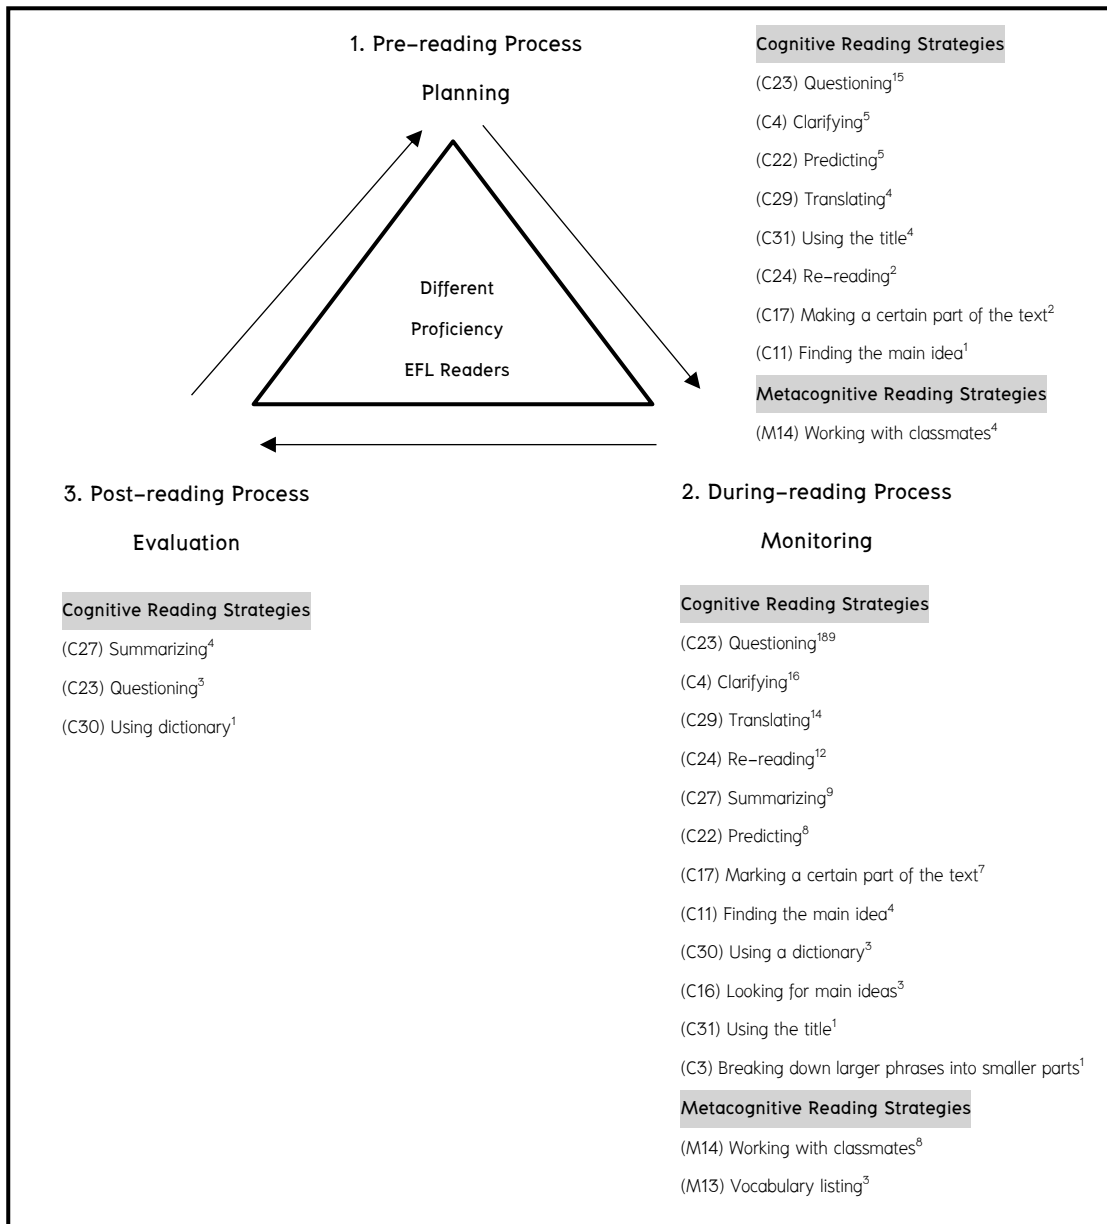 1. Pre-reading Process
Planning
Different
Proficiency
EFL Readers
Cognitive Reading Strategies
(C23) Questioning¹⁵
(C4) Clarifying⁵
(C22) Predicting⁵
(C29) Translating⁴
(C31) Using the title⁴
(C24) Re-reading²
(C17) Making a certain part of the text²
(C11) Finding the main idea¹
Metacognitive Reading Strategies
(M14) Working with classmates⁴
2. During-reading Process
Monitoring
Cognitive Reading Strategies
(C23) Questioning¹⁸⁹
(C4) Clarifying¹⁶
(C29) Translating¹⁴
(C24) Re-reading¹²
(C27) Summarizing⁹
(C22) Predicting⁸
(C17) Marking a certain part of the text⁷
(C11) Finding the main idea⁴
(C30) Using a dictionary³
(C16) Looking for main ideas³
(C31) Using the title¹
(C3) Breaking down larger phrases into smaller parts¹
Metacognitive Reading Strategies
(M14) Working with classmates⁸
(M13) Vocabulary listing³
3. Post-reading Process
Evaluation
Cognitive Reading Strategies
(C27) Summarizing⁴
(C23) Questioning³
(C30) Using dictionary¹